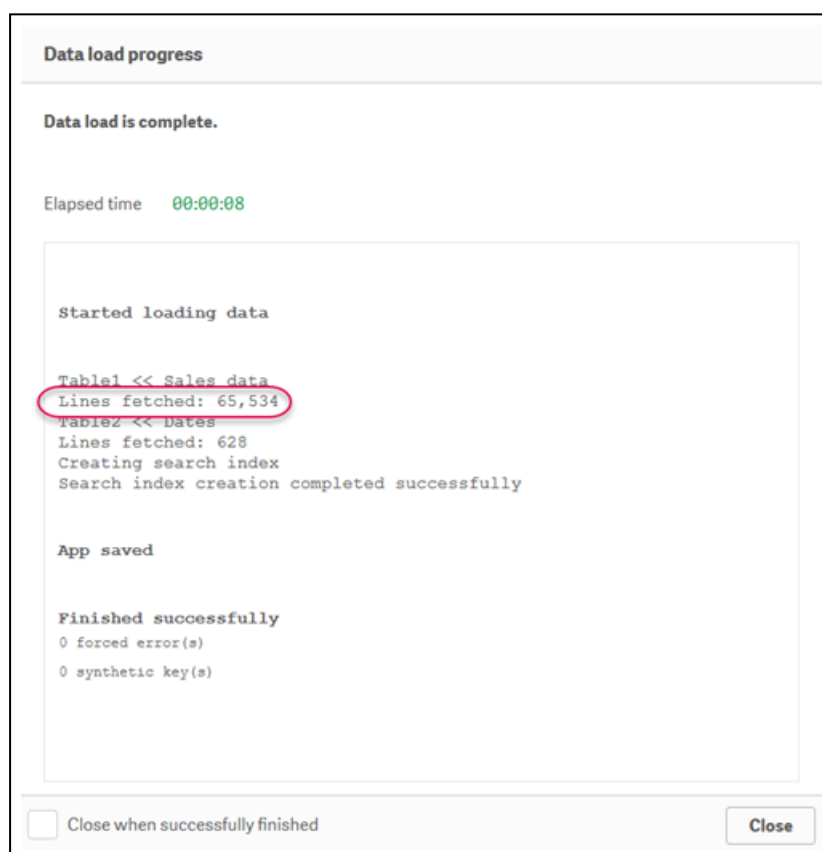 Data load progress
Data load is complete.
Elapsed time 00:00:08
Started loading data
Table1 << Sales data
Lines fetched: 65,534
Table2 << Dates
Lines fetched: 628
Creating search index
Search index creation completed successfully
App saved
Finished successfully
0 forced error(s)
0 synthetic key(s)
Close when successfully finished
Close